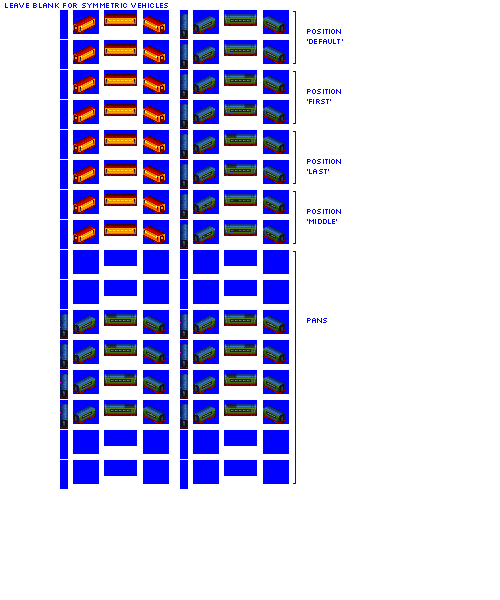 LEAVE BLANK FOR SYMMETRIC VEHICLES
POSITION
'DEFAULT'
POSITION
'FIRST'
POSITION
'LAST'
POSITION
'MIDDLE'
PANS